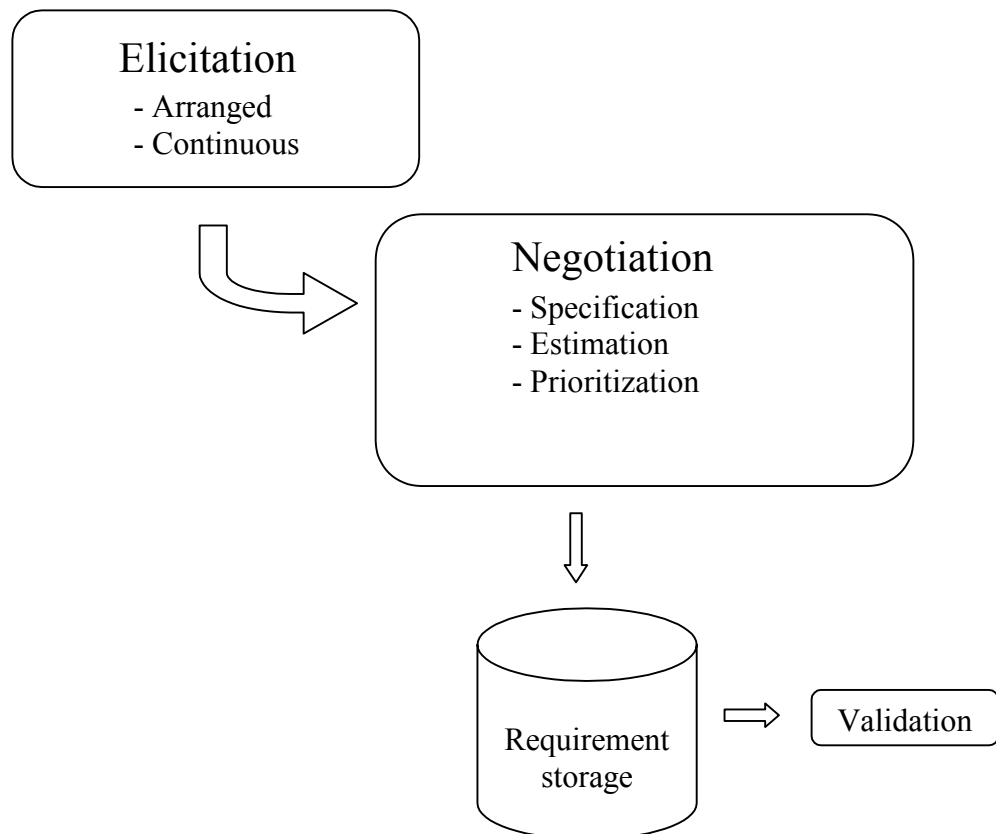 Elicitation
- Arranged
- Continuous
Negotiation
- Specification
- Estimation
- Prioritization
Requirement
storage
Validation